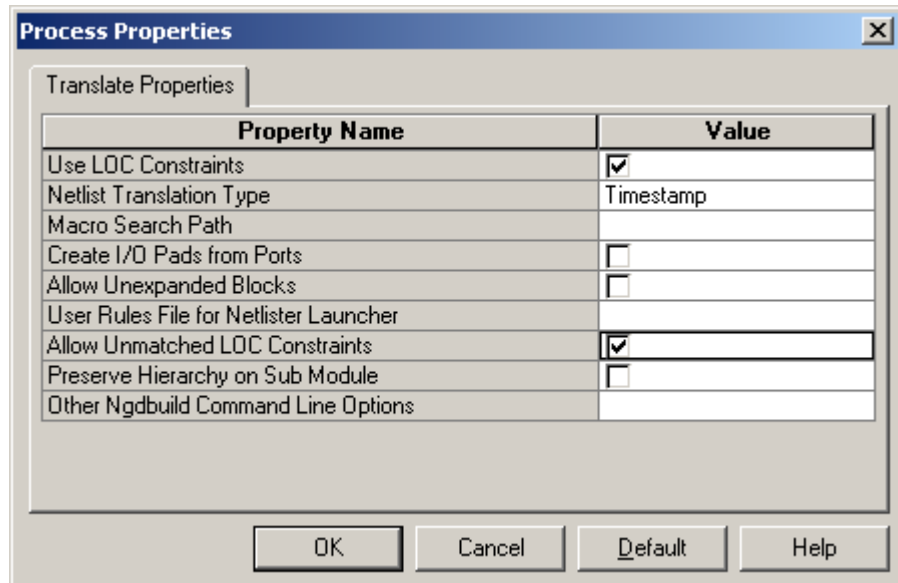 Process Properties
Translate Properties
Property Name Value
Use LOC Constraints
Netlist Translation Type Timestamp
Macro Search Path
Create I/O Pads from Ports
Allow Unexpanded Blocks
User Rules File for Netlister Launcher
Allow Unmatched LOC Constraints
Preserve Hierarchy on Sub Module
Other Ngdbuild Command Line Options
OK Cancel Default Help